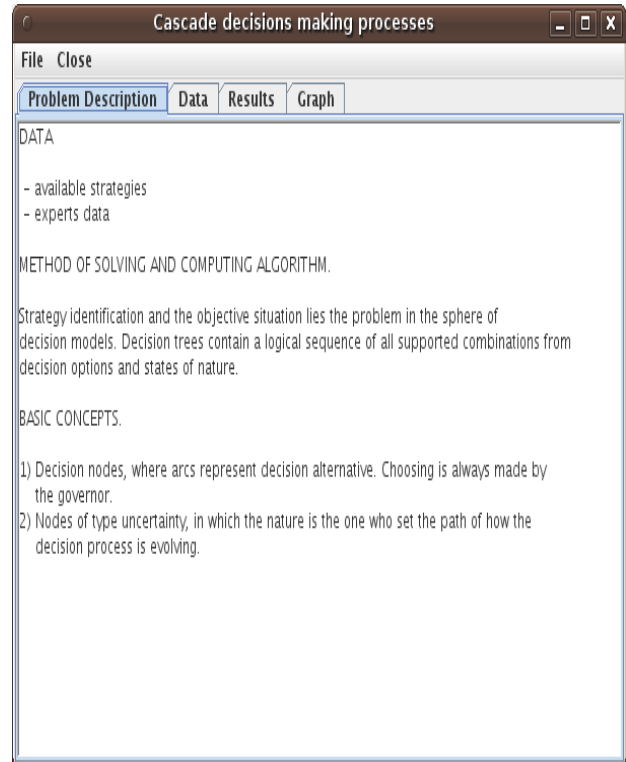 Cascade decisions making processes
File Close
Problem Description Data Results Graph
DATA
- available strategies
- experts data
METHOD OF SOLVING AND COMPUTING ALGORITHM.
Strategy identification and the objective situation lies the problem in the sphere of
decision models. Decision trees contain a logical sequence of all supported combinations from
decision options and states of nature.
BASIC CONCEPTS.
1) Decision nodes, where arcs represent decision alternative. Choosing is always made by
the governor.
2) Nodes of type uncertainty, in which the nature is the one who set the path of how the
decision process is evolving.